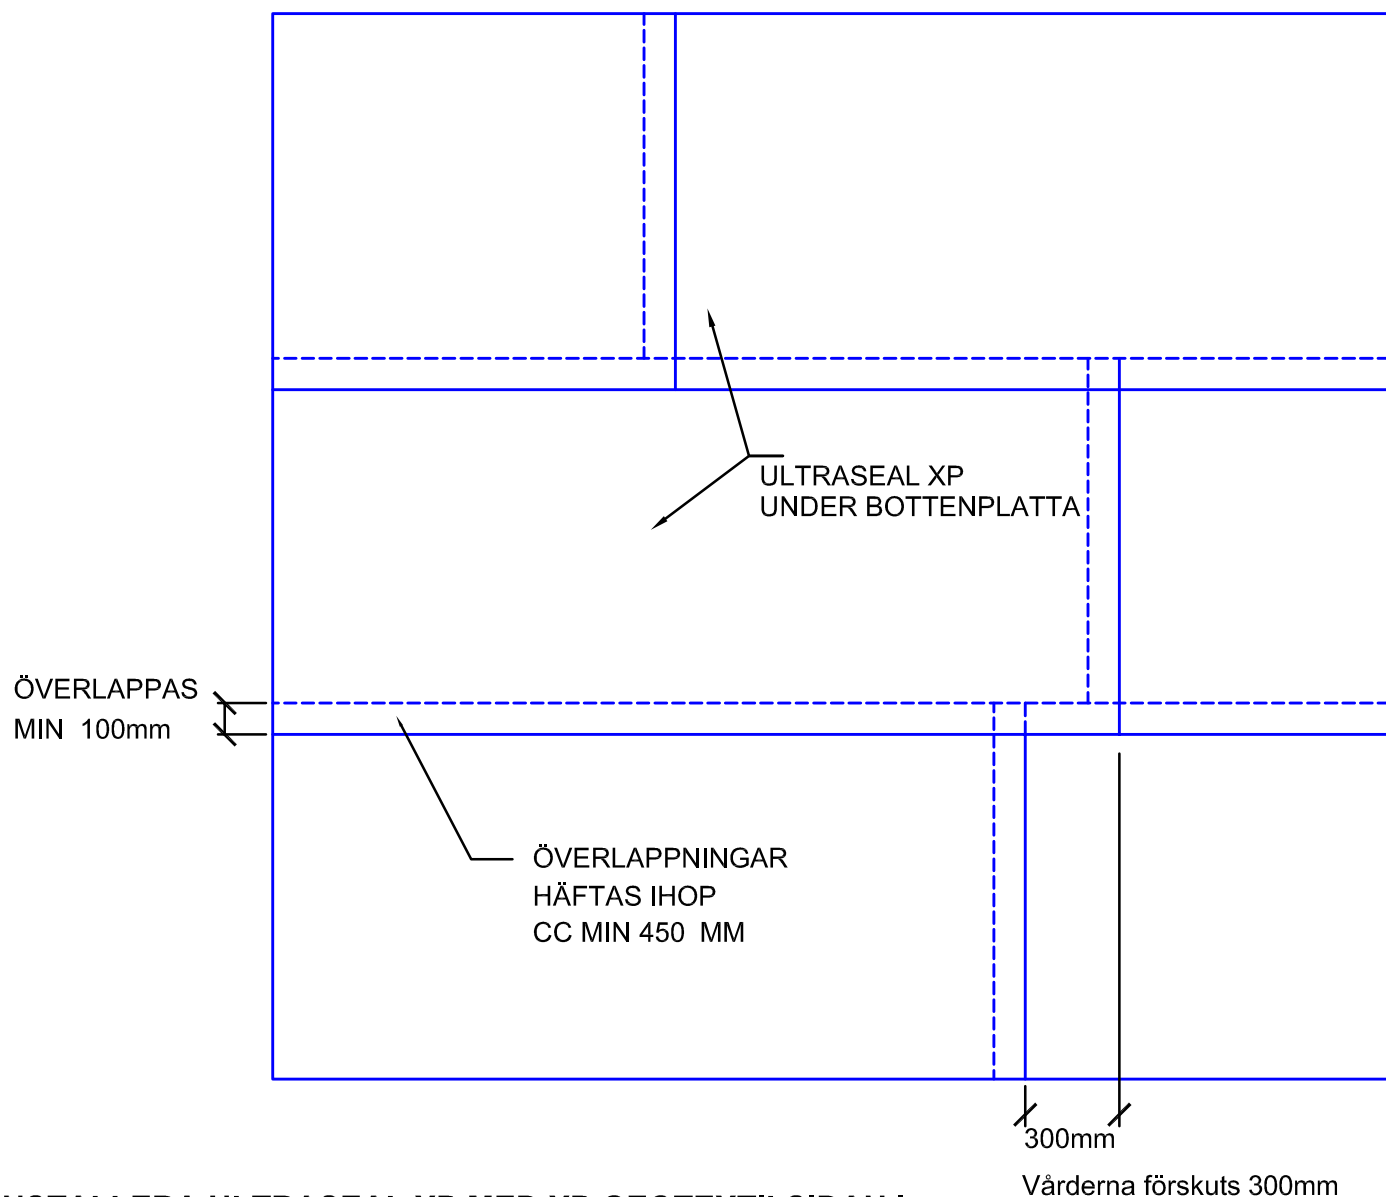 ULTRASEAL XP
UNDER BOTTENPLATTA
ÖVERLAPPAS
MIN 100mm
ÖVERLAPPNINGAR
HÄFTAS IHOP
CC MIN 450 MM
300mm
Vårderna förskuts 300mm